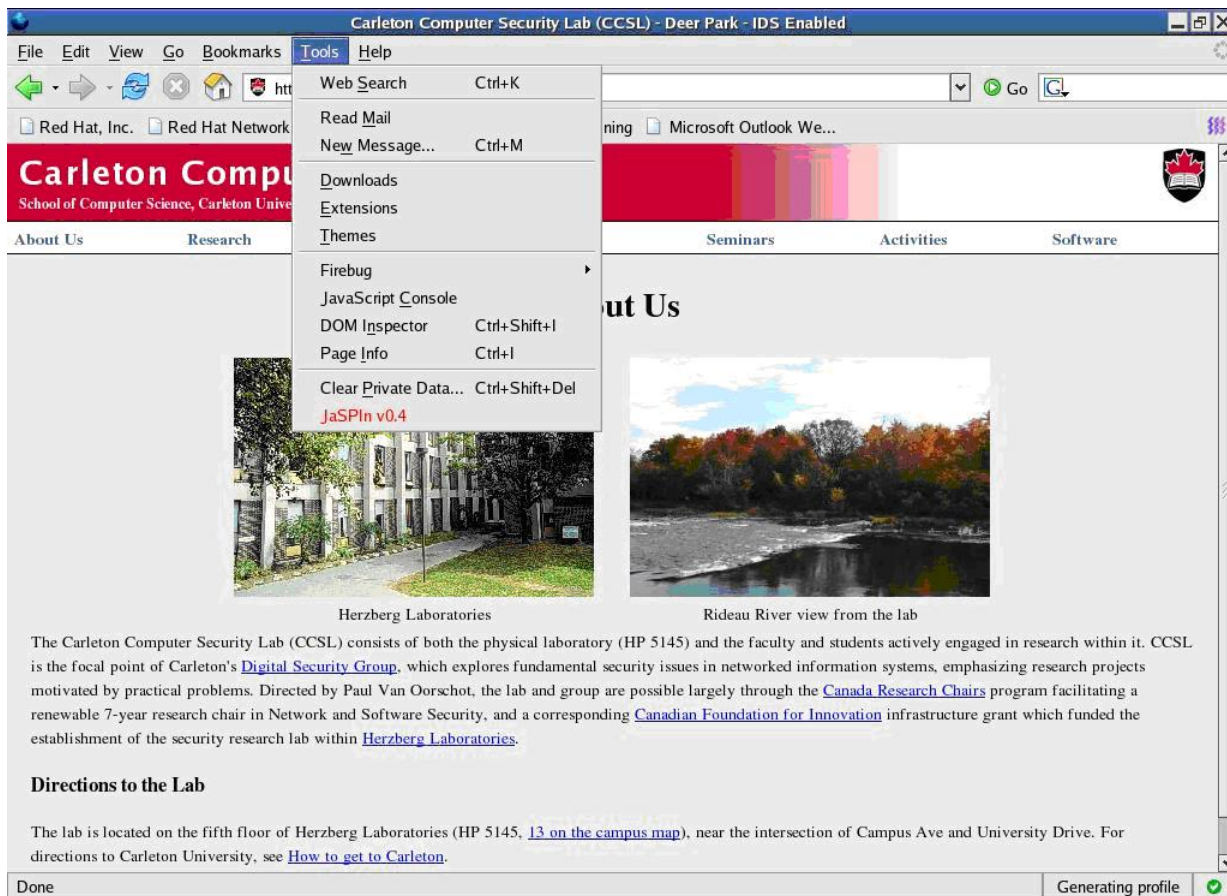 Carleton Computer Security Lab (CCSL) - Deer Park - IDS Enabled
File Edit View Go Bookmarks Tools Help
htt
Go
G
Red Hat, Inc. Red Hat Network
ning Microsoft Outlook We...
Web Search Ctrl+K
Read Mail
New Message... Ctrl+M
Downloads
Extensions
Themes
Firebug
JavaScript Console
DOM Inspector Ctrl+Shift+I
Page Info Ctrl+I
Clear Private Data... Ctrl+Shift+Del
JaSPIn v0.4
Carleton Compu
School of Computer Science, Carleton Unive
About Us Research Seminars Activities Software
out Us
Herzberg Laboratories Rideau River view from the lab
The Carleton Computer Security Lab (CCSL) consists of both the physical laboratory (HP 5145) and the faculty and students actively engaged in research within it. CCSL
is the focal point of Carleton's Digital Security Group, which explores fundamental security issues in networked information systems, emphasizing research projects
motivated by practical problems. Directed by Paul Van Oorschot, the lab and group are possible largely through the Canada Research Chairs program facilitating a
renewable 7-year research chair in Network and Software Security, and a corresponding Canadian Foundation for Innovation infrastructure grant which funded the
establishment of the security research lab within Herzberg Laboratories.
Directions to the Lab
The lab is located on the fifth floor of Herzberg Laboratories (HP 5145, 13 on the campus map), near the intersection of Campus Ave and University Drive. For
directions to Carleton University, see How to get to Carleton.
Done Generating profile